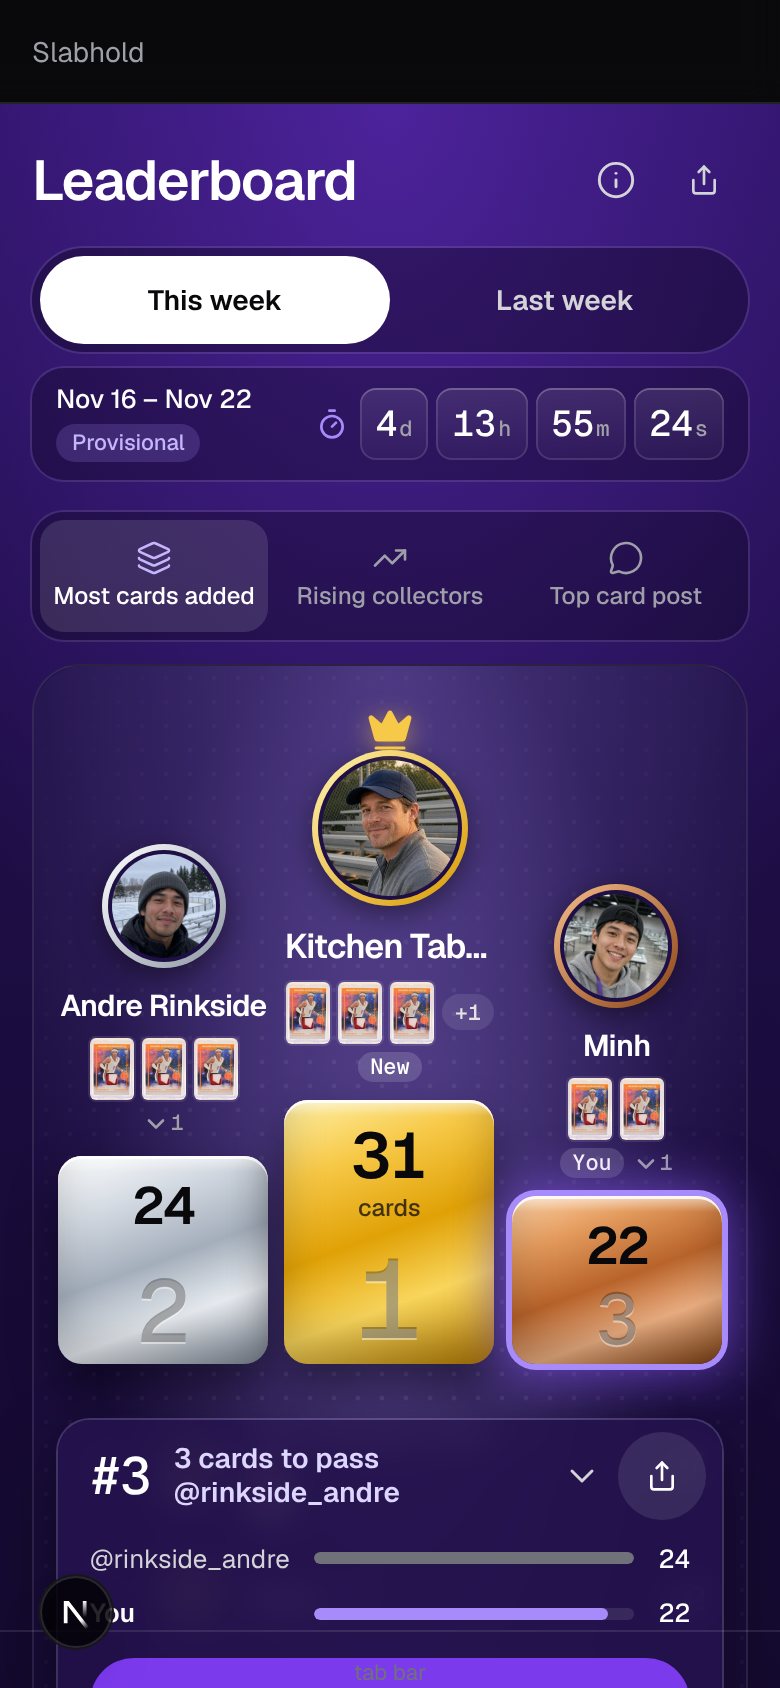 Slabhold
Leaderboard
This week
Last week
Nov 16 – Nov 22
Provisional
4d 13h 55m 24s
Most cards added
Rising collectors
Top card post
Kitchen Tab...
+1
New
Andre Rinkside
1
Minh
You
1
31
cards
1
24
2
22
3
#3
3 cards to pass
@rinkside_andre
@rinkside_andre
24
You
22
N
tab bar